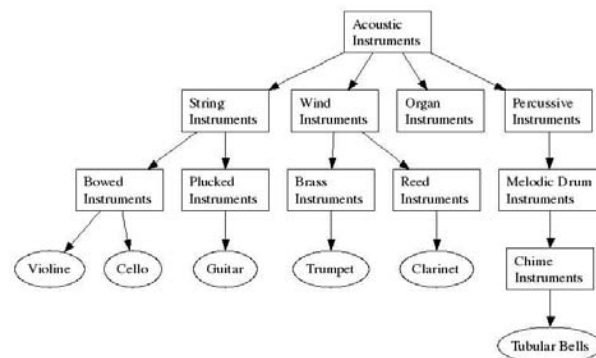 Acoustic
Instruments
String
Instruments
Wind
Instruments
Organ
Instruments
Percussive
Instruments
Bowed
Instruments
Plucked
Instruments
Brass
Instruments
Reed
Instruments
Melodic Drum
Instruments
Violine
Cello
Guitar
Trumpet
Clarinet
Chime
Instruments
Tubular Bells